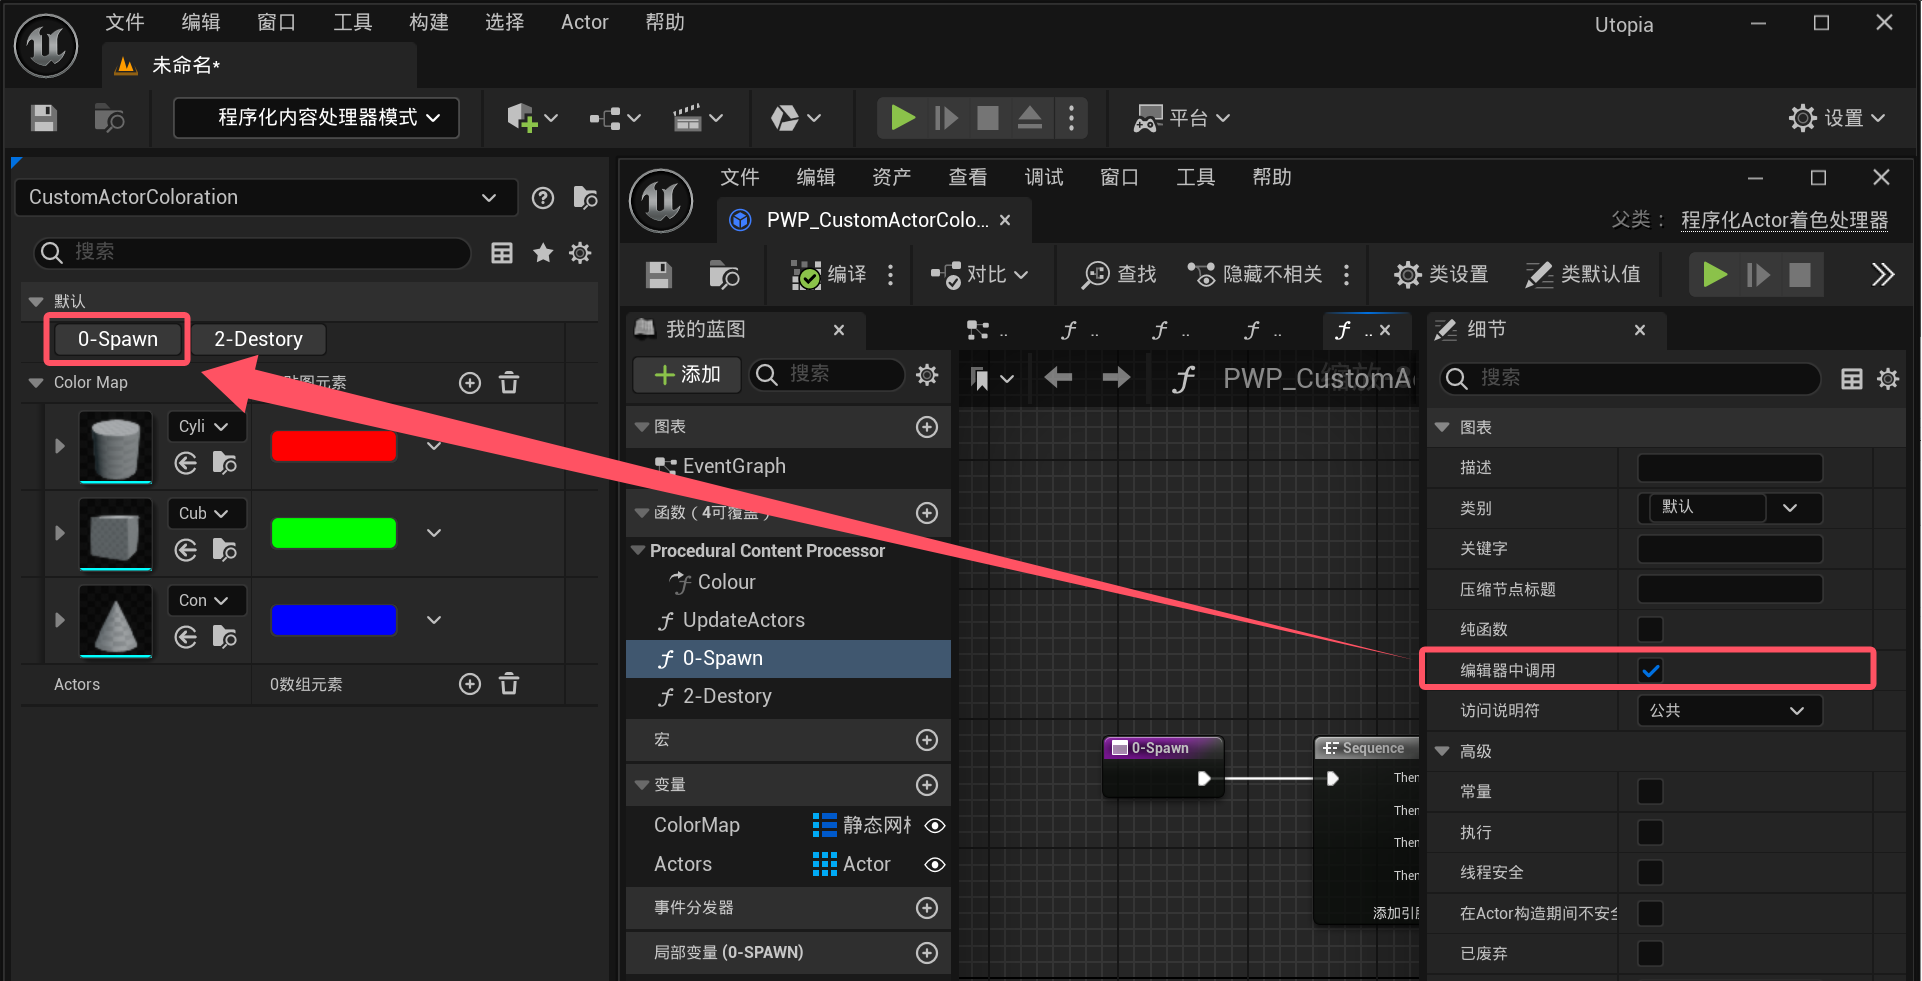 文件 编辑 窗口 工具 构建 选择 Actor 帮助
Utopia
未命名*
程序化内容处理器模式
平台
设置
CustomActorColoration
搜索
默认
0-Spawn
2-Destory
Color Map
贴图元素
Cyli
Cub
Con
Actors
0数组元素
文件 编辑 资产 查看 调试 窗口 工具 帮助
PWP_CustomActorColo...
父类： 程序化Actor着色处理器
编译
对比
查找
隐藏不相关
类设置
类默认值
我的蓝图
添加
搜索
图表
EventGraph
函数（4可覆盖）
Procedural Content Processor
Colour
UpdateActors
0-Spawn
2-Destory
宏
变量
ColorMap
静态网格
Actors
Actor
事件分发器
局部变量 (0-SPAWN)
..
..
..
..
..
PWP_CustomAc
0-Spawn
Sequence
Then
Then
Then
Then
添加引脚
细节
搜索
图表
描述
类别
默认
关键字
压缩节点标题
纯函数
编辑器中调用
访问说明符
公共
高级
常量
执行
线程安全
在Actor构造期间不安全
已废弃